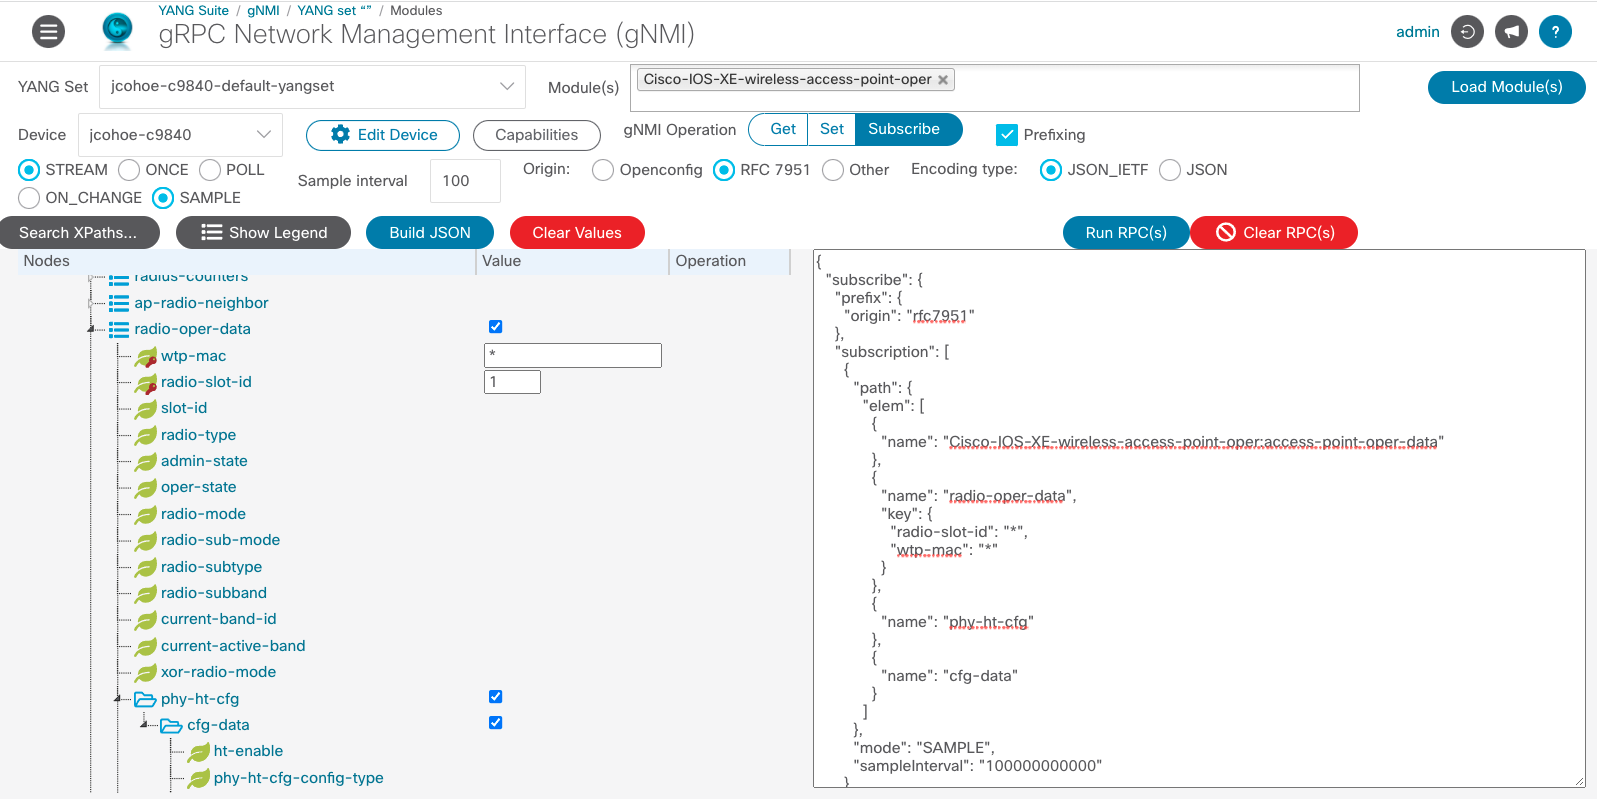 YANG Suite / gNMI / YANG set “” / Modules
gRPC Network Management Interface (gNMI)
admin
?
YANG Set
jcohoe-c9840-default-yangset
Module(s)
Cisco-IOS-XE-wireless-access-point-oper ×
Load Module(s)
Device
jcohoe-c9840
Edit Device
Capabilities
gNMI Operation
Get
Set
Subscribe
Prefixing
STREAM
ONCE
POLL
Sample interval
100
Origin:
Openconfig
RFC 7951
Other
Encoding type:
JSON_IETF
JSON
ON_CHANGE
SAMPLE
Search XPaths...
Show Legend
Build JSON
Clear Values
Run RPC(s)
Clear RPC(s)
Nodes
Value
Operation
radius-counters
ap-radio-neighbor
radio-oper-data
wtp-mac
*
radio-slot-id
1
slot-id
radio-type
admin-state
oper-state
radio-mode
radio-sub-mode
radio-subtype
radio-subband
current-band-id
current-active-band
xor-radio-mode
phy-ht-cfg
cfg-data
ht-enable
phy-ht-cfg-config-type
{
"subscribe": {
"prefix": {
"origin": "rfc7951"
},
"subscription": [
{
"path": {
"elem": [
{
"name": "Cisco-IOS-XE-wireless-access-point-oper:access-point-oper-data"
},
{
"name": "radio-oper-data",
"key": {
"radio-slot-id": "*",
"wtp-mac": "*"
}
},
{
"name": "phy-ht-cfg"
},
{
"name": "cfg-data"
}
]
},
"mode": "SAMPLE",
"sampleInterval": "100000000000"
}